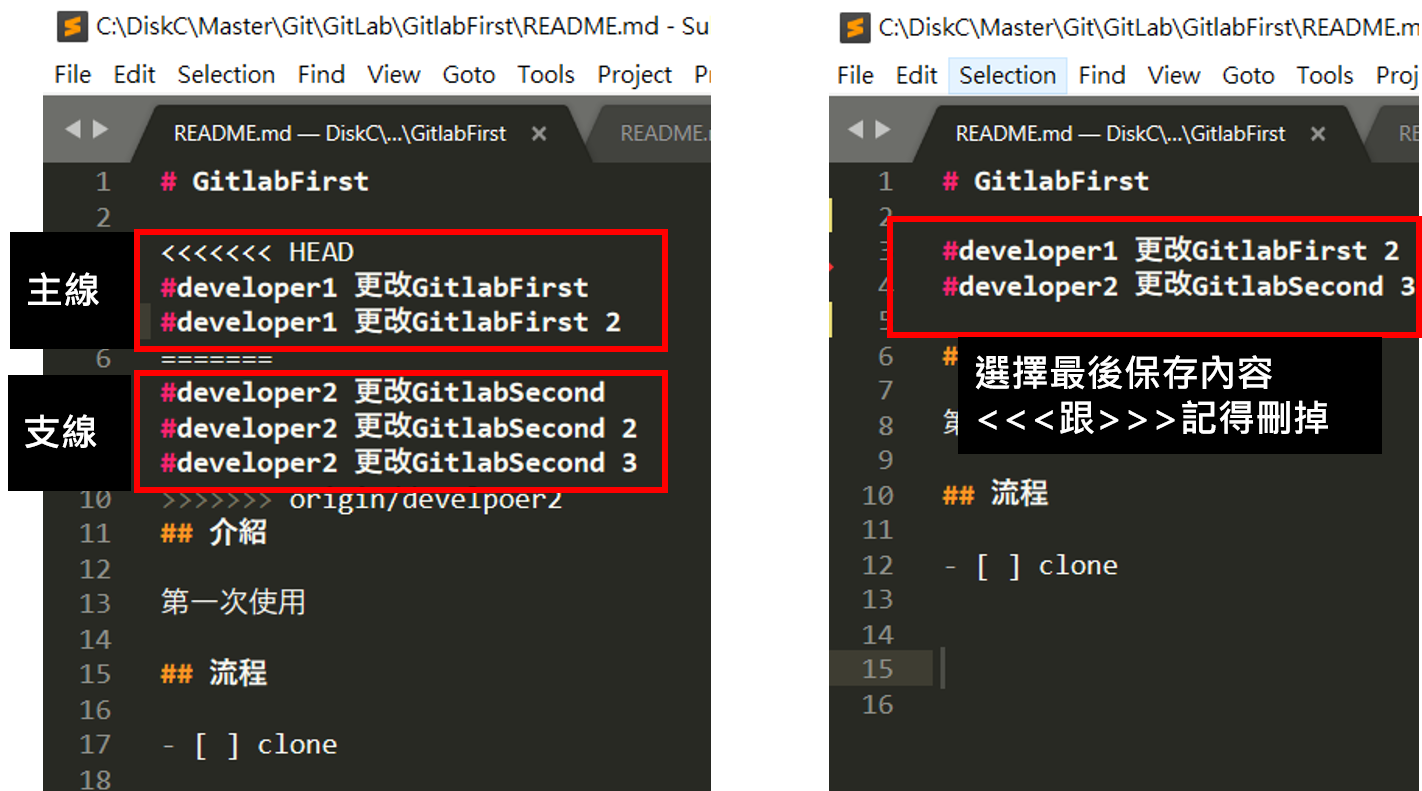 C:\DiskC\Master\Git\GitLab\GitlabFirst\README.md - Su
File Edit Selection Find View Goto Tools Project
README.md — DiskC\...\GitlabFirst × README.
1 # GitlabFirst
2
<<<<<<< HEAD
主線
#developer1 更改GitlabFirst
#developer1 更改GitlabFirst 2
6 =======
#developer2 更改GitlabSecond
支線
#developer2 更改GitlabSecond 2
#developer2 更改GitlabSecond 3
10 >>>>>>> origin/develpoer2
11 ## 介紹
12
13 第一次使用
14
15 ## 流程
16
17 - [ ] clone
18
C:\DiskC\Master\Git\GitLab\GitlabFirst\README.m
File Edit Selection Find View Goto Tools Proj
README.md — DiskC\...\GitlabFirst × RE
1 # GitlabFirst
2
3 #developer1 更改GitlabFirst 2
4 #developer2 更改GitlabSecond 3
5
6 #
選擇最後保存內容
<<<跟>>>記得刪掉
7
8 第
9
10 ## 流程
11
12 - [ ] clone
13
14
15
16